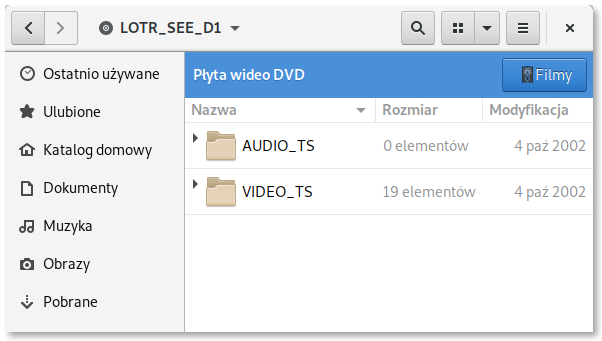 LOTR_SEE_D1
Ostatnio używane
Ulubione
Katalog domowy
Dokumenty
Muzyka
Obrazy
Pobrane
Płyta wideo DVD
Filmy
Nazwa Rozmiar Modyfikacja
AUDIO_TS 0 elementów 4 paź 2002
VIDEO_TS 19 elementów 4 paź 2002